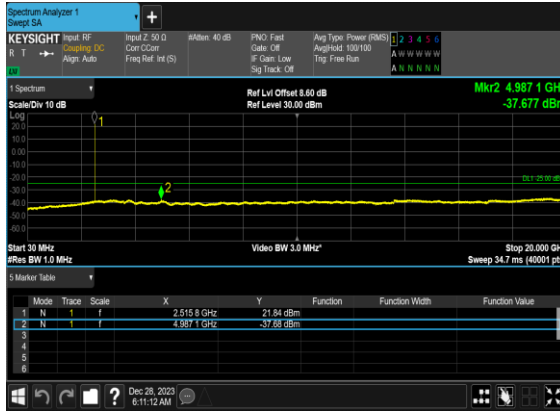 Spectrum Analyzer 1
Swept SA
+
KEYSIGHT Input: RF Input Z: 50 Ω #Atten: 40 dB PNO: Fast Avg Type: Power (RMS) 1 2 3 4 5 6
R T Coupling: DC Corr CCorr Gate: Off Avg|Hold: 100/100 A W W W W W
Align: Auto Freq Ref: Int (S) IF Gain: Low Trig: Free Run
LU Sig Track: Off A N N N N N
1 Spectrum Ref Lvl Offset 8.60 dB Mkr2 4.987 1 GH
Scale/Div 10 dB Ref Level 30.00 dBm -37.677 dB
Log
1
20.0
10.0
0.00
-10.0
-20.0 DL1 -25.00 dB
-30.0 2
-40.0
-50.0
-60.0
Start 30 MHz Video BW 3.0 MHz* Stop 20.000 GH
#Res BW 1.0 MHz Sweep 34.7 ms (40001 pt
5 Marker Table
Mode Trace Scale X Y Function Function Width Function Value
1 N 1 f 2.515 8 GHz 21.84 dBm
2 N 1 f 4.987 1 GHz -37.68 dBm
3
4
5
6
? Dec 28, 2023
6:11:12 AM